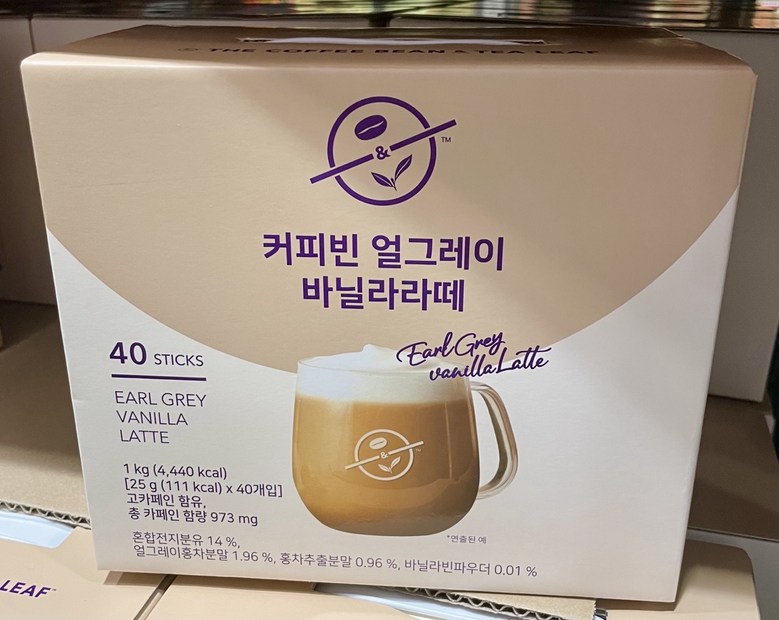 THE COFFEE BEAN & TEA LEAF
&
TM
커피빈 얼그레이
바닐라라떼
Earl Grey
vanilla Latte
40 STICKS
EARL GREY
VANILLA
LATTE
&
1 kg (4,440 kcal)
[25 g (111 kcal) x 40개입]
고카페인 함유,
총 카페인 함량 973 mg
*연출된 예
혼합전지분유 14 %,
얼그레이홍차분말 1.96 %, 홍차추출분말 0.96 %, 바닐라빈파우더 0.01 %
LEAF